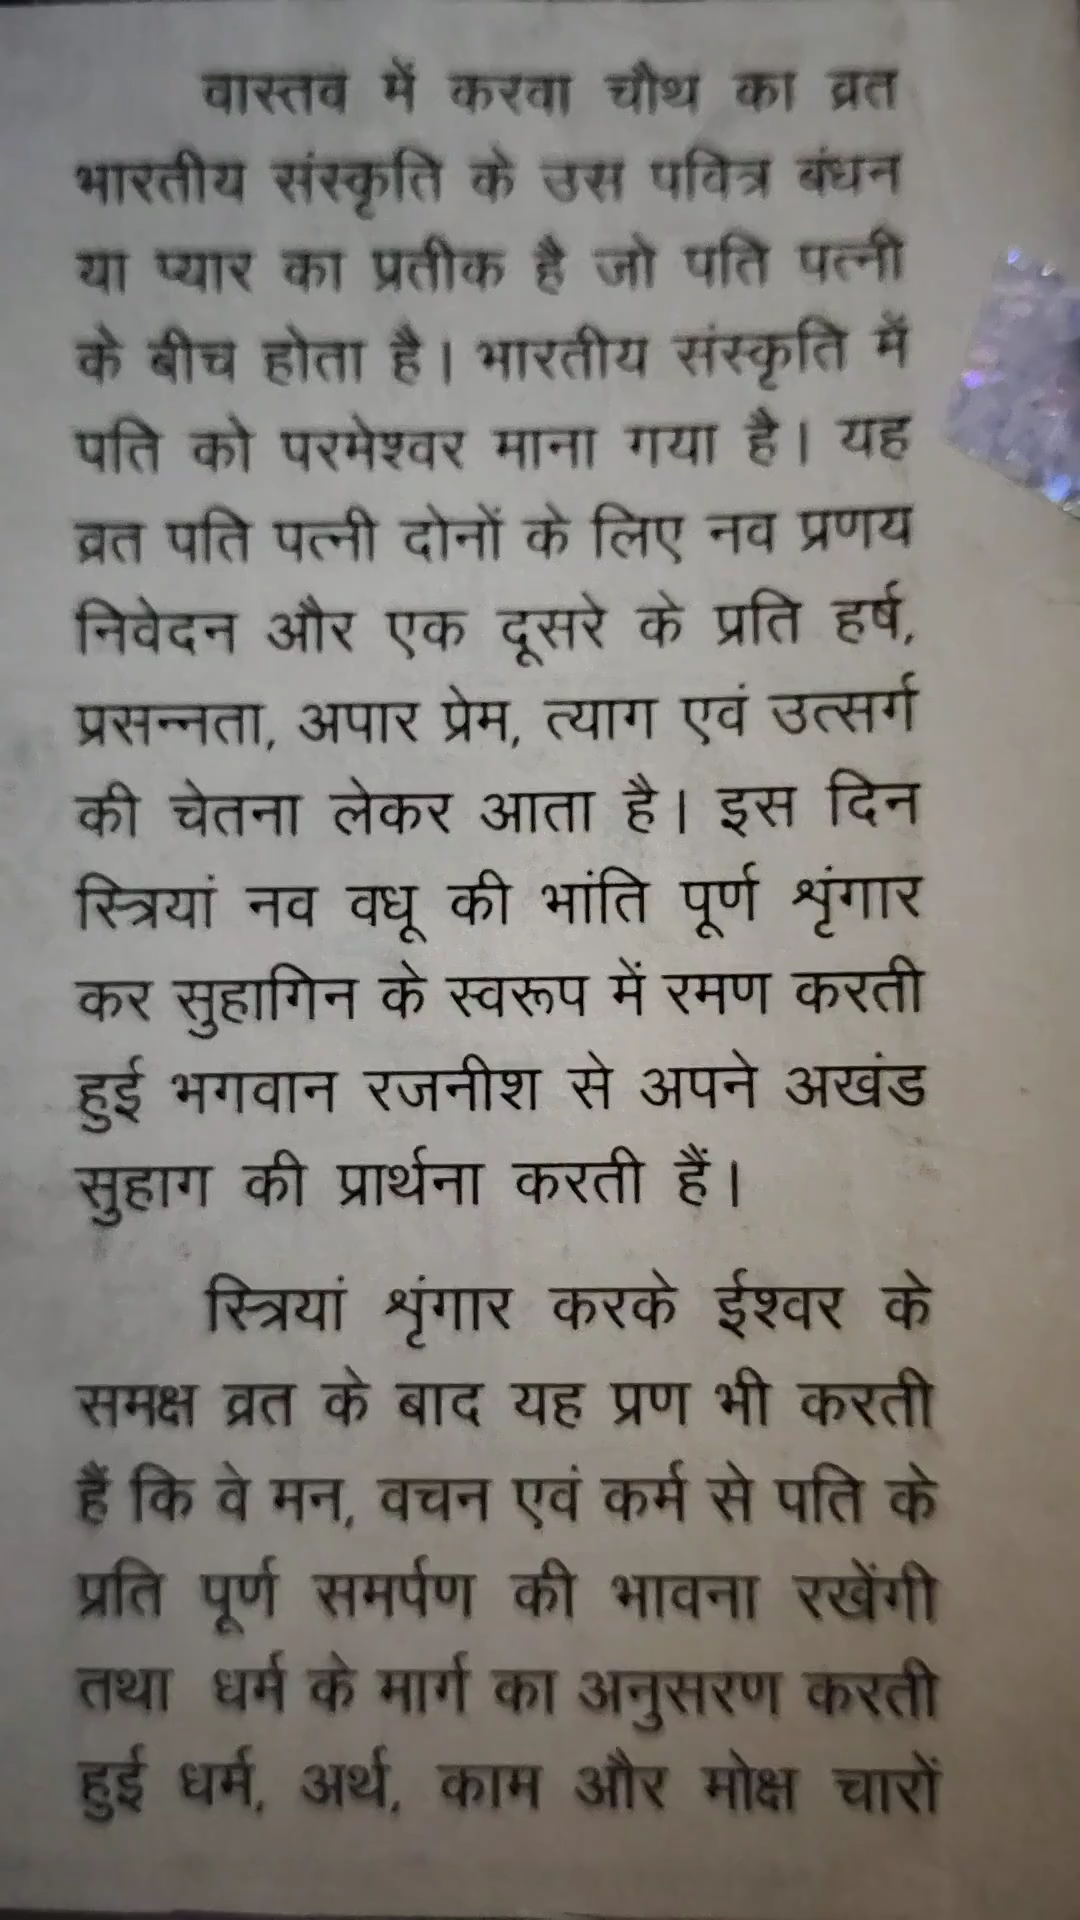 वास्तव में करवा चौथ का व्रत
भारतीय संस्कृति के उस पवित्र बंधन
या प्यार का प्रतीक है जो पति पत्नी
के बीच होता है। भारतीय संस्कृति में
पति को परमेश्वर माना गया है। यह
व्रत पति पत्नी दोनों के लिए नव प्रणय
निवेदन और एक दूसरे के प्रति हर्ष,
प्रसन्नता, अपार प्रेम, त्याग एवं उत्सर्ग
की चेतना लेकर आता है। इस दिन
स्त्रियां नव वधू की भांति पूर्ण शृंगार
कर सुहागिन के स्वरूप में रमण करती
हुई भगवान रजनीश से अपने अखंड
सुहाग की प्रार्थना करती हैं।
स्त्रियां शृंगार करके ईश्वर के
समक्ष व्रत के बाद यह प्रण भी करती
हैं कि वे मन, वचन एवं कर्म से पति के
प्रति पूर्ण समर्पण की भावना रखेंगी
तथा धर्म के मार्ग का अनुसरण करती
हुई धर्म, अर्थ, काम और मोक्ष चारों